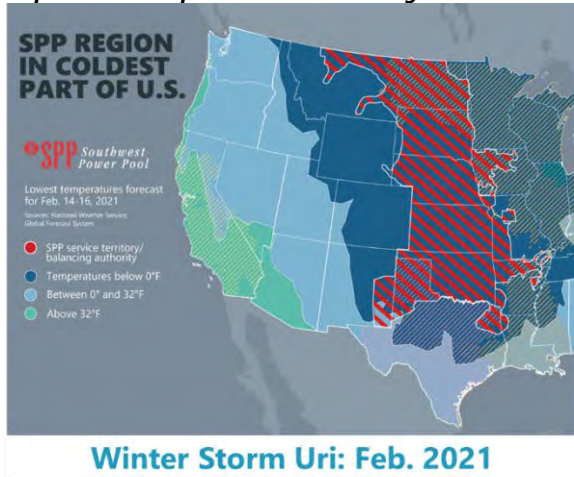 SPP REGION
IN COLDEST
PART OF U.S.
SPP Southwest
Power Pool
Lowest temperatures forecast
for Feb. 14-16, 2021
Sources: National Weather Service,
Global Forecast System
SPP service territory/
balancing authority
Temperatures below 0°F
Between 0° and 32°F
Above 32°F
Winter Storm Uri: Feb. 2021